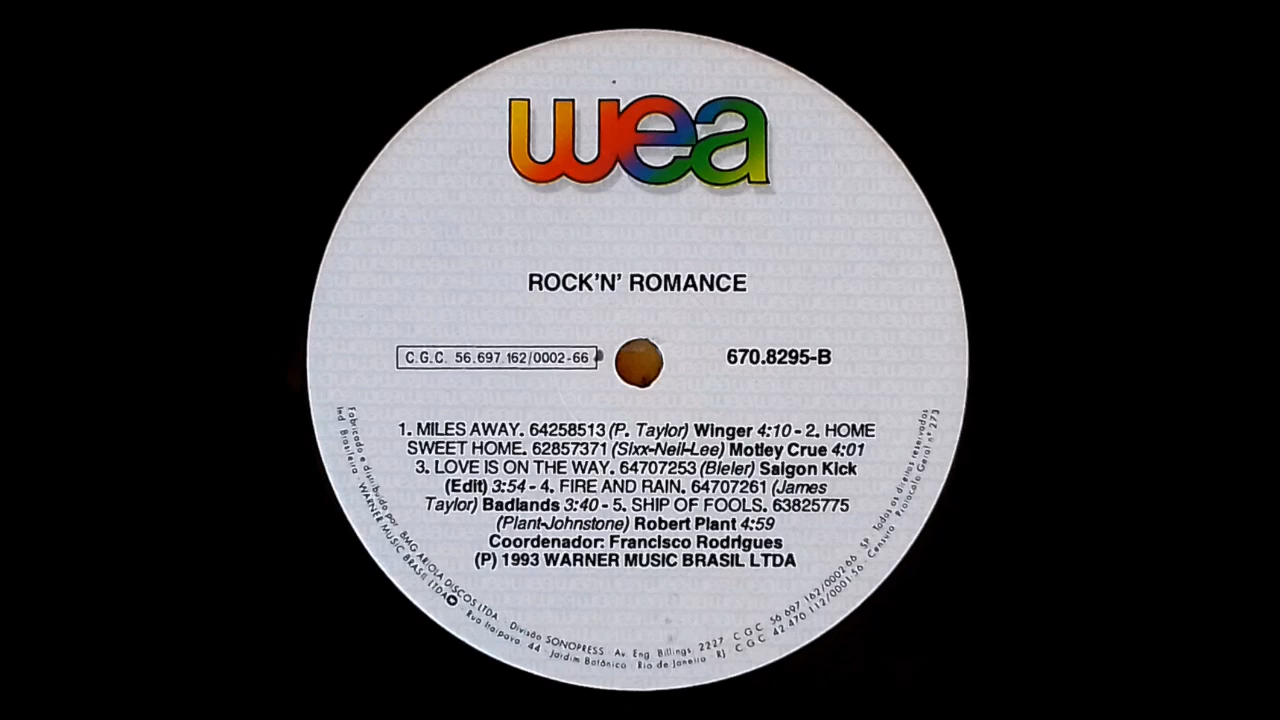 wea
ROCK'N' ROMANCE
C.G.C. 56.697 162/0002-66
670.8295-B
1. MILES AWAY. 64258513 (P. Taylor) Winger 4:10 - 2. HOME
SWEET HOME. 62857371 (Sixx-Neil-Lee) Motley Crue 4:01
3. LOVE IS ON THE WAY. 64707253 (Bieler) Saigon Kick
(Edit) 3:54 - 4. FIRE AND RAIN. 64707261 (James
Taylor) Badlands 3:40 - 5. SHIP OF FOOLS. 63825775
(Plant-Johnstone) Robert Plant 4:59
Coordenador: Francisco Rodrigues
(P) 1993 WARNER MUSIC BRASIL LTDA
Fabricado e distribuido por BMG ARIOLA DISCOS LTDA. Divisão SONOPRESS Av. Eng. Billings, 2227 C G C 56 697 162/0002-66 SP Todos os direitos reservados
Ind Brasileira WARNER MUSIC BRASIL LTDA Rua Itaipava, 44 - Jardim Botânico Rio de Janeiro RJ C G C 42 470 112/0001-56 - Censura Protocolo Geral nº 273